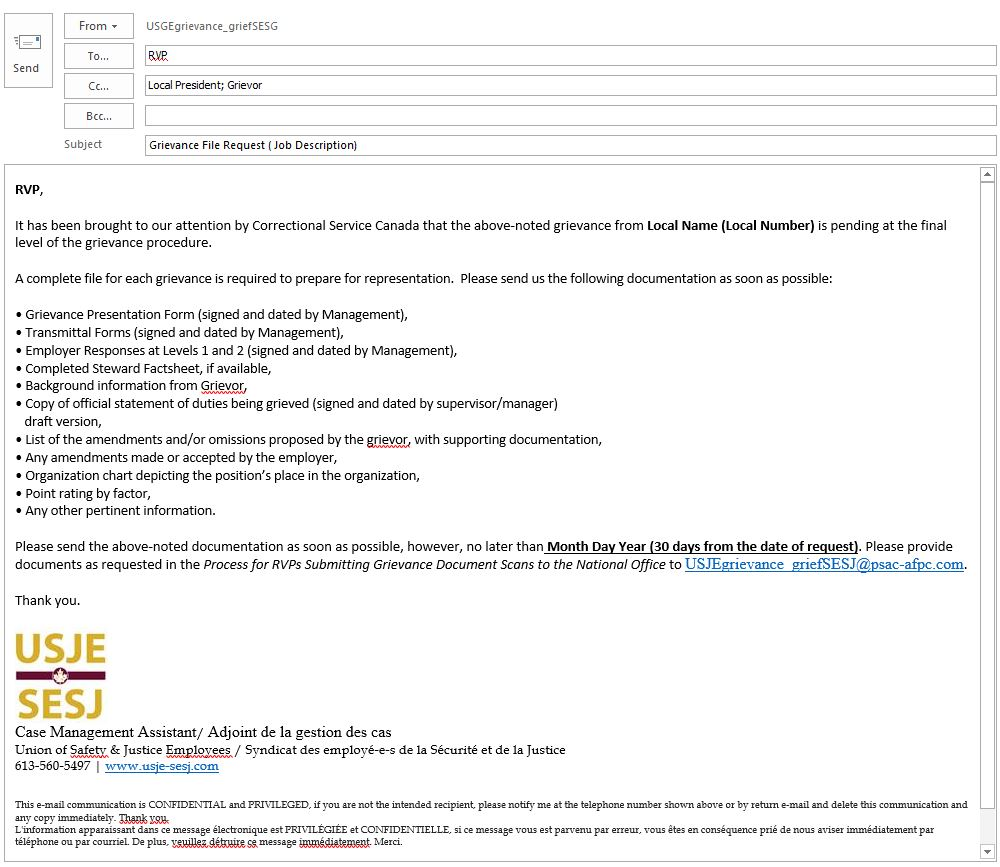 From
USGEgrievance_griefSESG
Send
To...
RVP
Cc...
Local President; Grievor
Bcc...
Subject
Grievance File Request ( Job Description)
RVP,
It has been brought to our attention by Correctional Service Canada that the above-noted grievance from Local Name (Local Number) is pending at the final
level of the grievance procedure.
A complete file for each grievance is required to prepare for representation.  Please send us the following documentation as soon as possible:
• Grievance Presentation Form (signed and dated by Management),
• Transmittal Forms (signed and dated by Management),
• Employer Responses at Levels 1 and 2 (signed and dated by Management),
• Completed Steward Factsheet, if available,
• Background information from Grievor,
• Copy of official statement of duties being grieved (signed and dated by supervisor/manager)
draft version,
• List of the amendments and/or omissions proposed by the grievor, with supporting documentation,
• Any amendments made or accepted by the employer,
• Organization chart depicting the position's place in the organization,
• Point rating by factor,
• Any other pertinent information.
Please send the above-noted documentation as soon as possible, however, no later than Month Day Year (30 days from the date of request). Please provide
documents as requested in the Process for RVPs Submitting Grievance Document Scans to the National Office to USJEgrievance_griefSESJ@psac-afpc.com.
Thank you.
USJE
SESJ
Case Management Assistant/ Adjoint de la gestion des cas
Union of Safety & Justice Employees / Syndicat des employé-e-s de la Sécurité et de la Justice
613-560-5497 | www.usje-sesj.com
This e-mail communication is CONFIDENTIAL and PRIVILEGED, if you are not the intended recipient, please notify me at the telephone number shown above or by return e-mail and delete this communication and
any copy immediately. Thank you.
L'information apparaissant dans ce message électronique est PRIVILÉGIÉE et CONFIDENTIELLE, si ce message vous est parvenu par erreur, vous êtes en conséquence prié de nous aviser immédiatement par
téléphone ou par courriel. De plus, veuillez détruire ce message immédiatement. Merci.